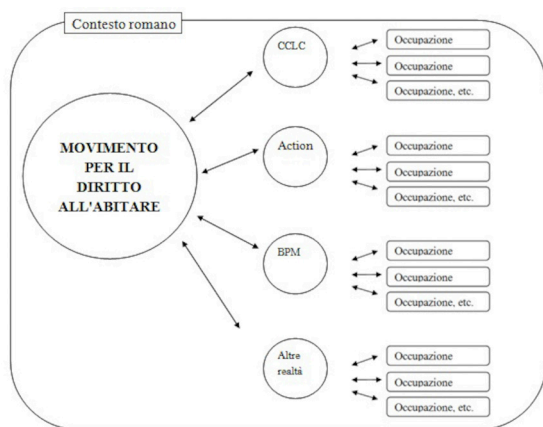 Contesto romano
MOVIMENTO
PER IL
DIRITTO
ALL'ABITARE
CCLC
Occupazione
Occupazione
Occupazione, etc.
Action
Occupazione
Occupazione
Occupazione, etc.
BPM
Occupazione
Occupazione
Occupazione, etc.
Altre
realtà
Occupazione
Occupazione
Occupazione, etc.